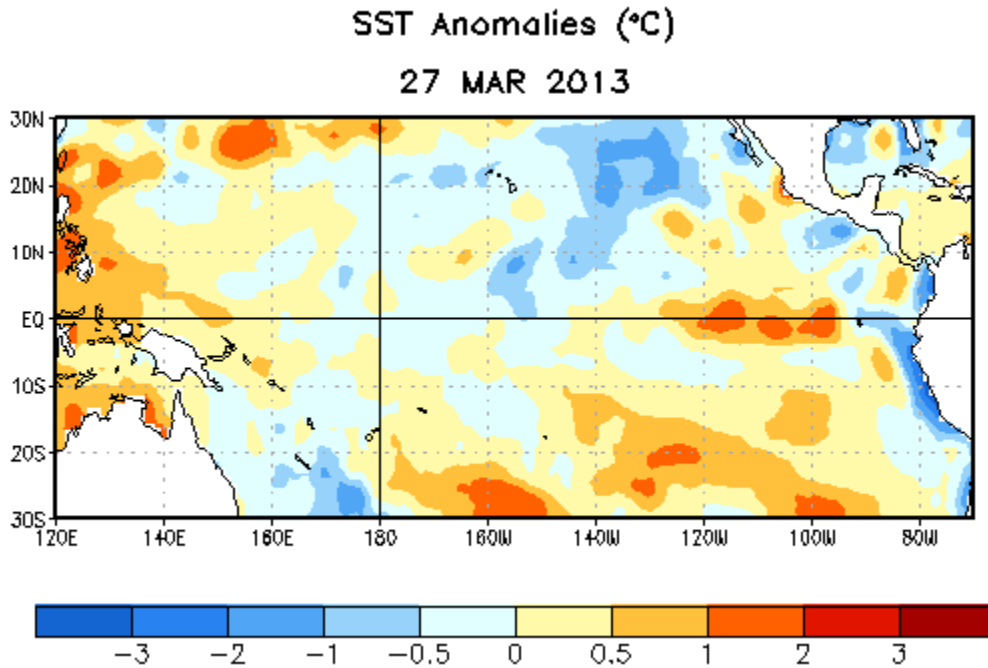 SST Anomalies (°C)
27 MAR 2013
30N
20N
10N
EQ
10S
20S
30S
120E 140E 160E 180 160W 140W 120W 100W 80W
-3 -2 -1 -0.5 0 0.5 1 2 3